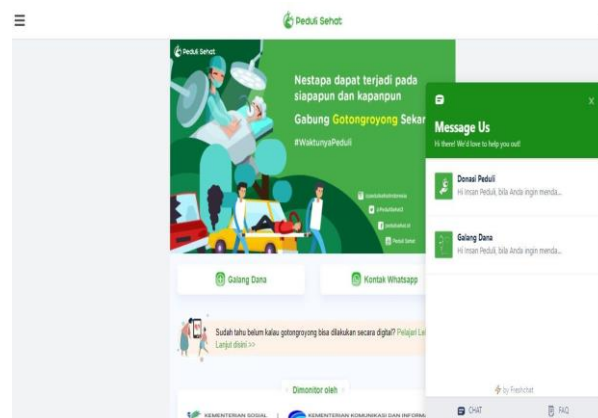 Peduli Sehat
Peduli Sehat
Nestapa dapat terjadi pada
siapapun dan kapanpun
Gabung Gotongroyong Sekar
#WaktunyaPeduli
Peduli Sehat
Galang Dana
Kontak Whatsapp
Sudah tahu belum kalau gotongroyong bisa dilakukan secara digital? Pelajari Le
Lanjut disini >>
Dimonitor oleh
KEMENTERIAN SOSIAL
KEMENTERIAN KOMUNIKASI DAN INFORMA
X
Message Us
Hi there! We'd love to help you out!
Donasi Peduli
Hi Insan Peduli, bila Anda ingin menda...
Galang Dana
Hi Insan Peduli, bila Anda ingin menda...
by Freshchat
CHAT
FAQ